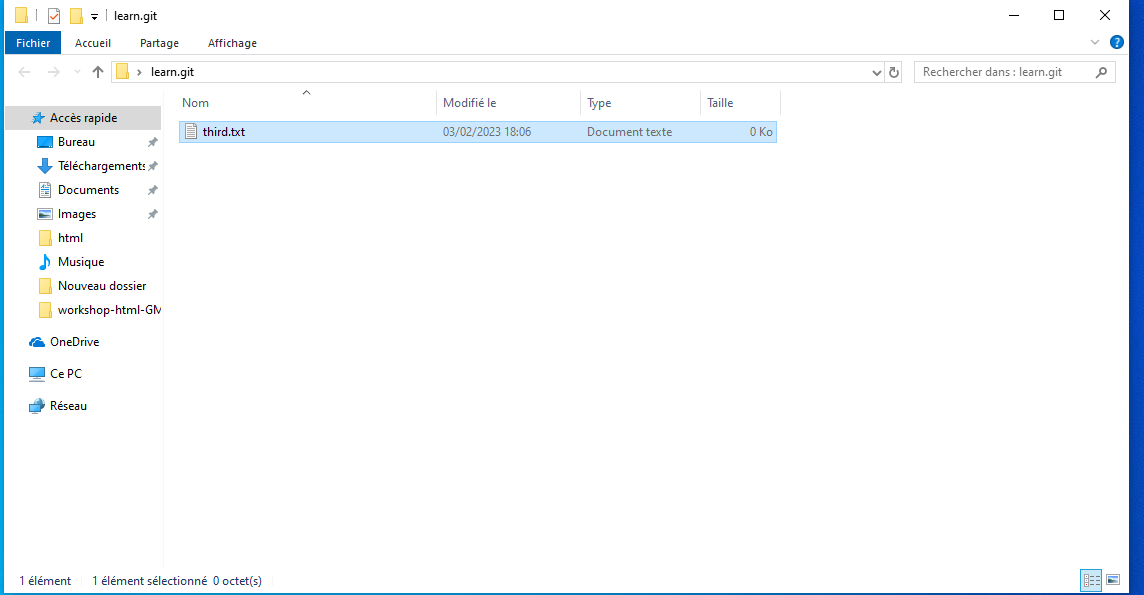 learn.git
Fichier Accueil Partage Affichage ?
learn.git Rechercher dans : learn.git
Nom Modifié le Type Taille
third.txt 03/02/2023 18:06 Document texte 0 Ko
Accès rapide
Bureau
Téléchargements
Documents
Images
html
Musique
Nouveau dossier
workshop-html-GM
OneDrive
Ce PC
Réseau
1 élément 1 élément sélectionné 0 octet(s)